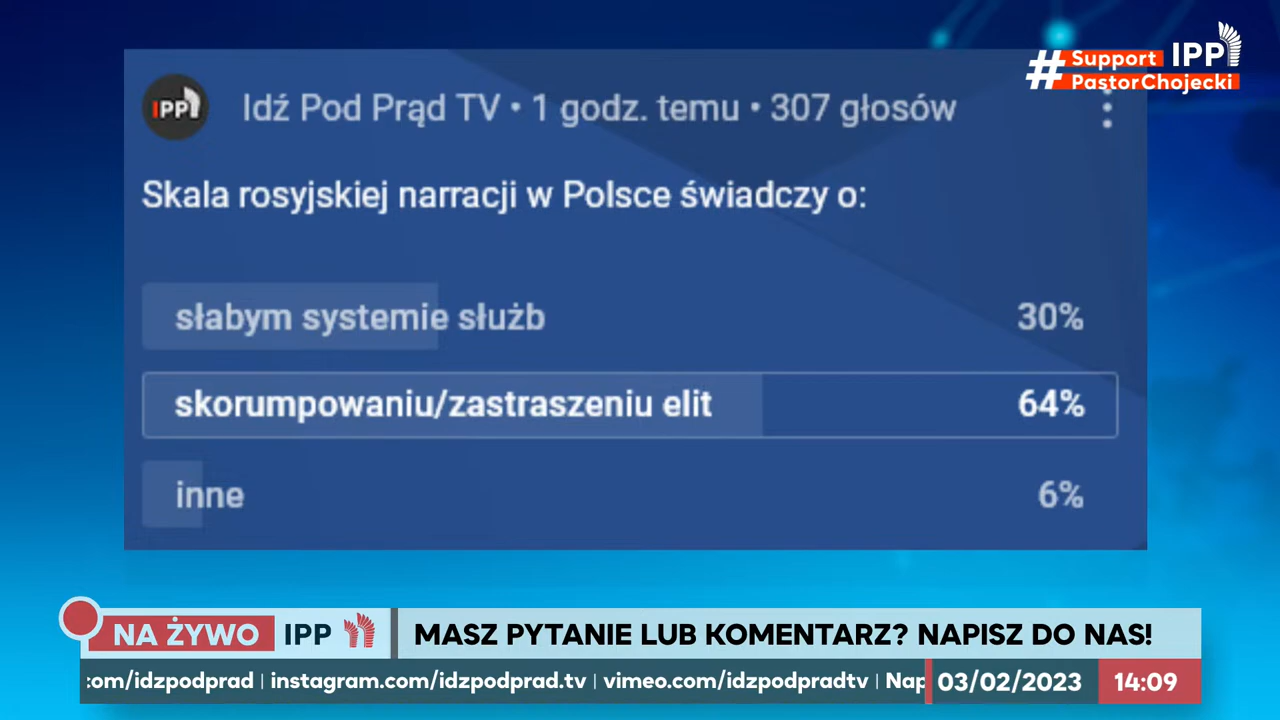 #Support IPP
PastorChojecki
IPP
Idź Pod Prąd TV • 1 godz. temu • 307 głosów
Skala rosyjskiej narracji w Polsce świadczy o:
słabym systemie służb 30%
skorumpowaniu/zastraszeniu elit 64%
inne 6%
NA ŻYWO IPP MASZ PYTANIE LUB KOMENTARZ? NAPISZ DO NAS!
com/idzpodprad | instagram.com/idzpodprad.tv | vimeo.com/idzpodpradtv | Nap 03/02/2023 14:09